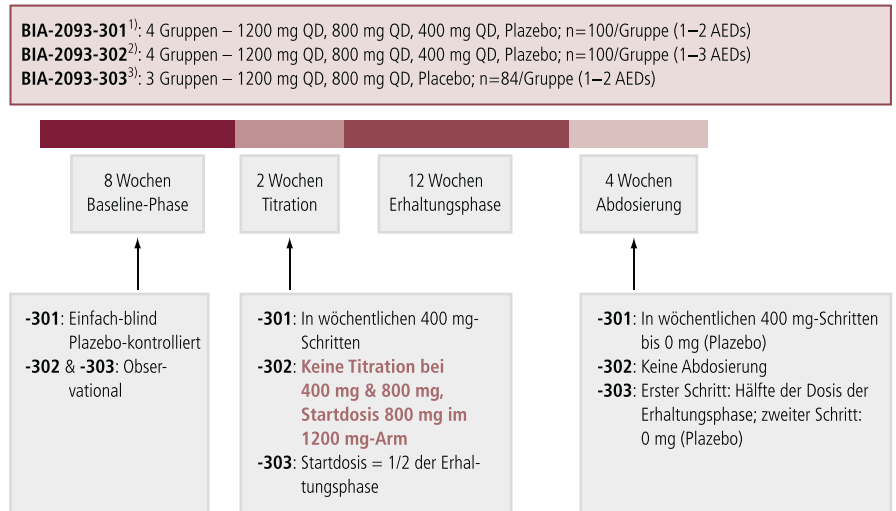 BIA-2093-3011): 4 Gruppen – 1200 mg QD, 800 mg QD, 400 mg QD, Plazebo; n=100/Gruppe (1–2 AEDs)
BIA-2093-3022): 4 Gruppen – 1200 mg QD, 800 mg QD, 400 mg QD, Plazebo; n=100/Gruppe (1–3 AEDs)
BIA-2093-3033): 3 Gruppen – 1200 mg QD, 800 mg QD, Placebo; n=84/Gruppe (1–2 AEDs)
8 Wochen
Baseline-Phase
2 Wochen
Titration
12 Wochen
Erhaltungsphase
4 Wochen
Abdosierung
-301: Einfach-blind
Plazebo-kontrolliert
-302 & -303: Obser-
vational
-301: In wöchentlichen 400 mg-
Schritten
-302: Keine Titration bei
400 mg & 800 mg,
Startdosis 800 mg im
1200 mg-Arm
-303: Startdosis = 1/2 der Erhal-
tungsphase
-301: In wöchentlichen 400 mg-Schritten
bis 0 mg (Plazebo)
-302: Keine Abdosierung
-303: Erster Schritt: Hälfte der Dosis der
Erhaltungsphase; zweiter Schritt:
0 mg (Plazebo)